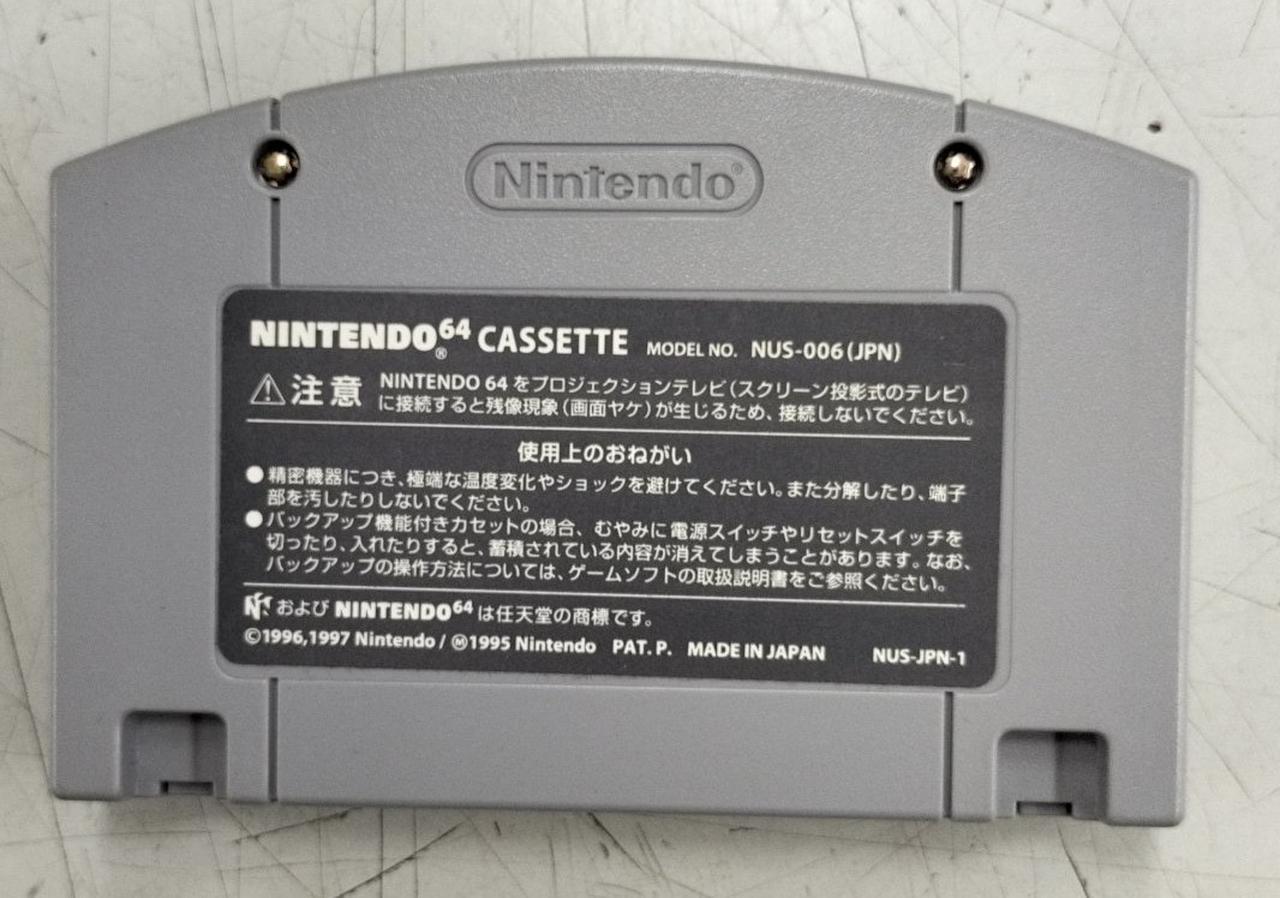 Nintendo®
NINTENDO64® CASSETTE MODEL NO. NUS-006(JPN)
⚠注意 NINTENDO 64 をプロジェクションテレビ(スクリーン投影式のテレビ)
に接続すると残像現象(画面ヤケ)が生じるため、接続しないでください。
使用上のおねがい
●精密機器につき、極端な温度変化やショックを避けてください。また分解したり、端子
部を汚したりしないでください。
●バックアップ機能付きカセットの場合、むやみに電源スイッチやリセットスイッチを
切ったり、入れたりすると、蓄積されている内容が消えてしまうことがあります。なお、
バックアップの操作方法については、ゲームソフトの取扱説明書をご参照ください。
および NINTENDO64 は任天堂の商標です。
©1996,1997 Nintendo / Ⓜ1995 Nintendo PAT. P. MADE IN JAPAN NUS-JPN-1